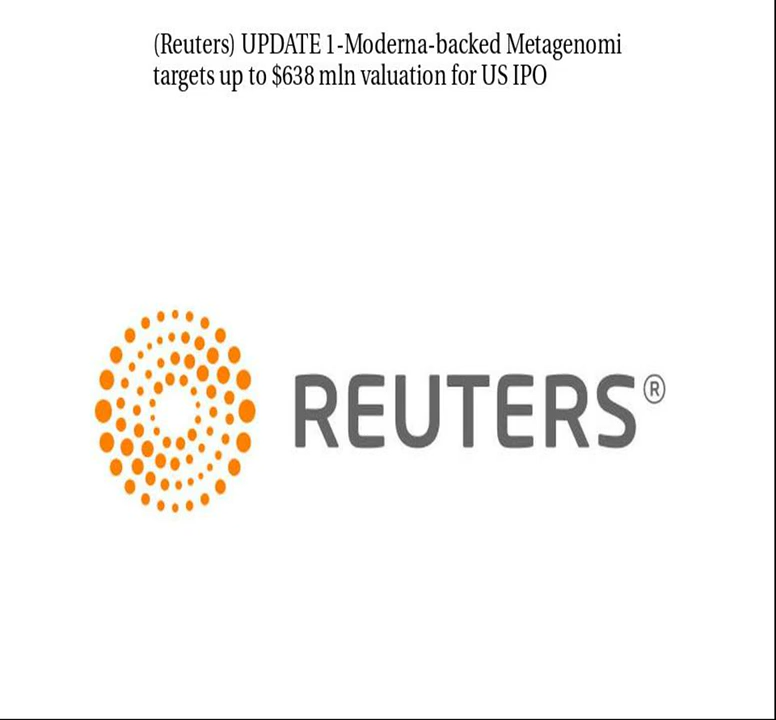 (Reuters) UPDATE 1-Moderna-backed Metagenomi
targets up to $638 mln valuation for US IPO
REUTERS®